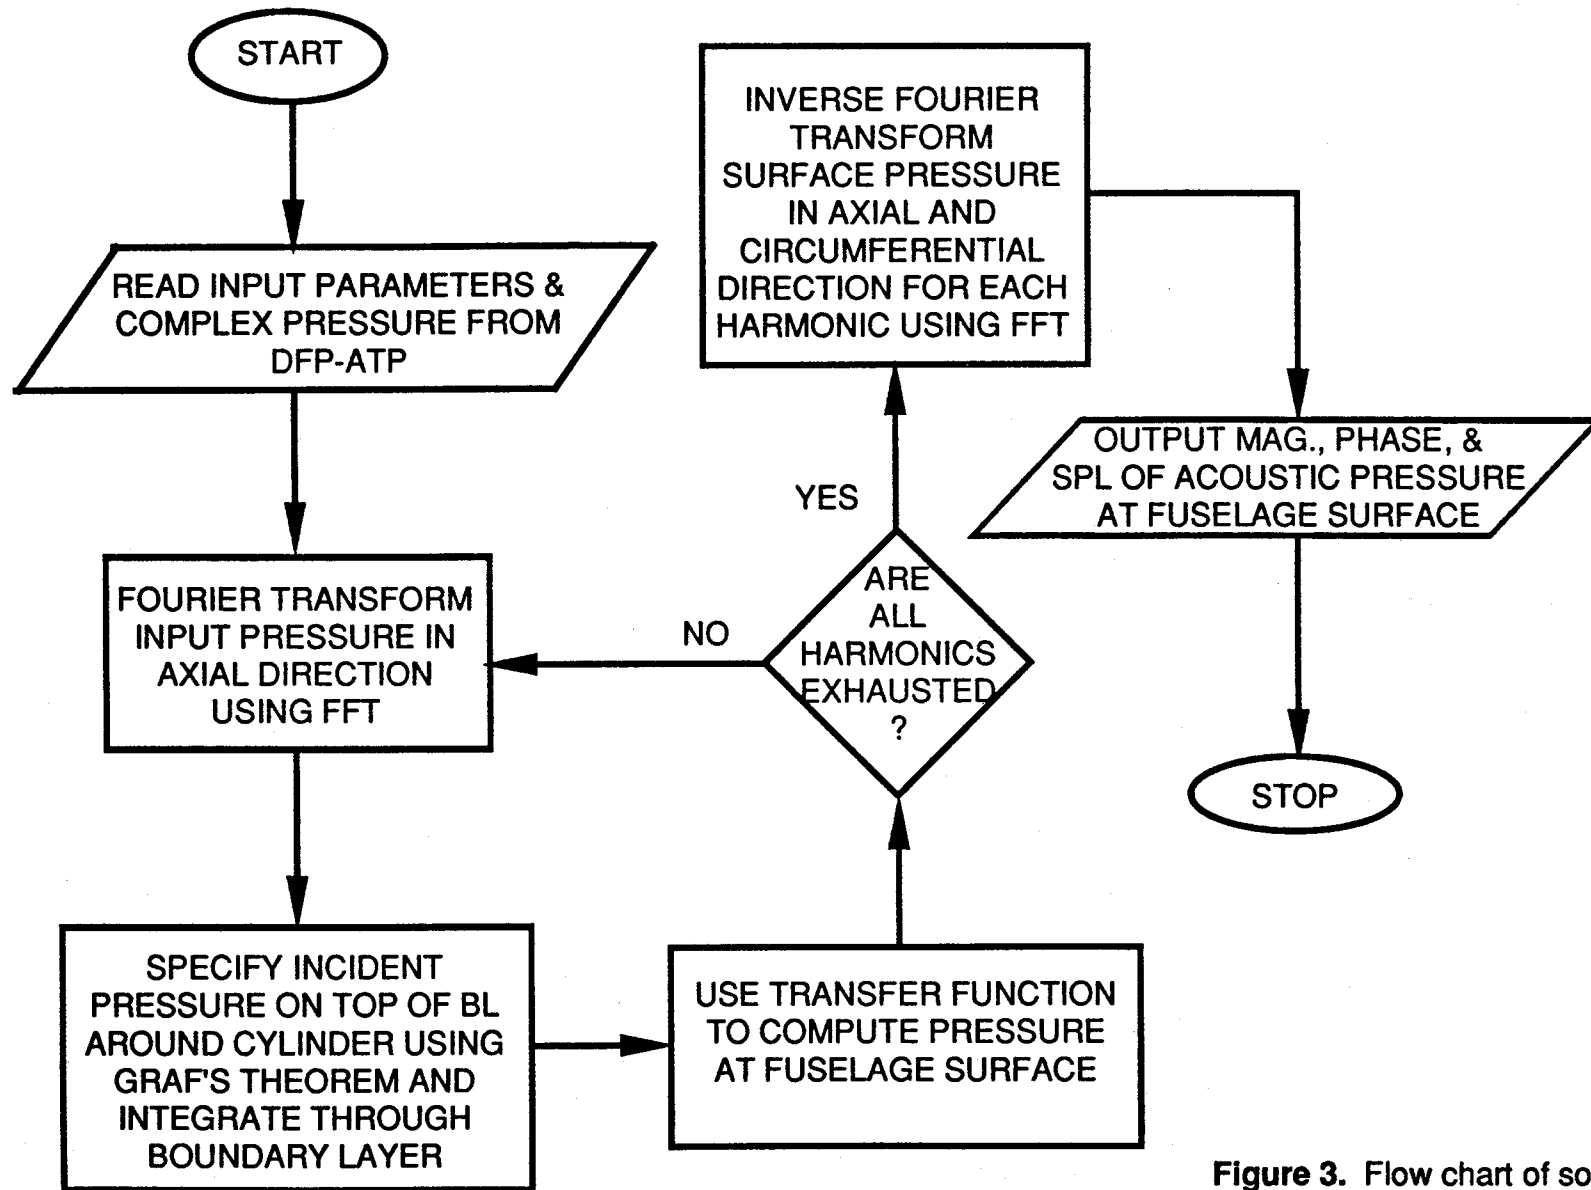 START
READ INPUT PARAMETERS &
COMPLEX PRESSURE FROM
DFP-ATP
FOURIER TRANSFORM
INPUT PRESSURE IN
AXIAL DIRECTION
USING FFT
SPECIFY INCIDENT
PRESSURE ON TOP OF BL
AROUND CYLINDER USING
GRAF'S THEOREM AND
INTEGRATE THROUGH
BOUNDARY LAYER
USE TRANSFER FUNCTION
TO COMPUTE PRESSURE
AT FUSELAGE SURFACE
ARE
ALL
HARMONICS
EXHAUSTED
?
NO
YES
INVERSE FOURIER
TRANSFORM
SURFACE PRESSURE
IN AXIAL AND
CIRCUMFERENTIAL
DIRECTION FOR EACH
HARMONIC USING FFT
OUTPUT MAG., PHASE, &
SPL OF ACOUSTIC PRESSURE
AT FUSELAGE SURFACE
STOP
Figure 3. Flow chart of so